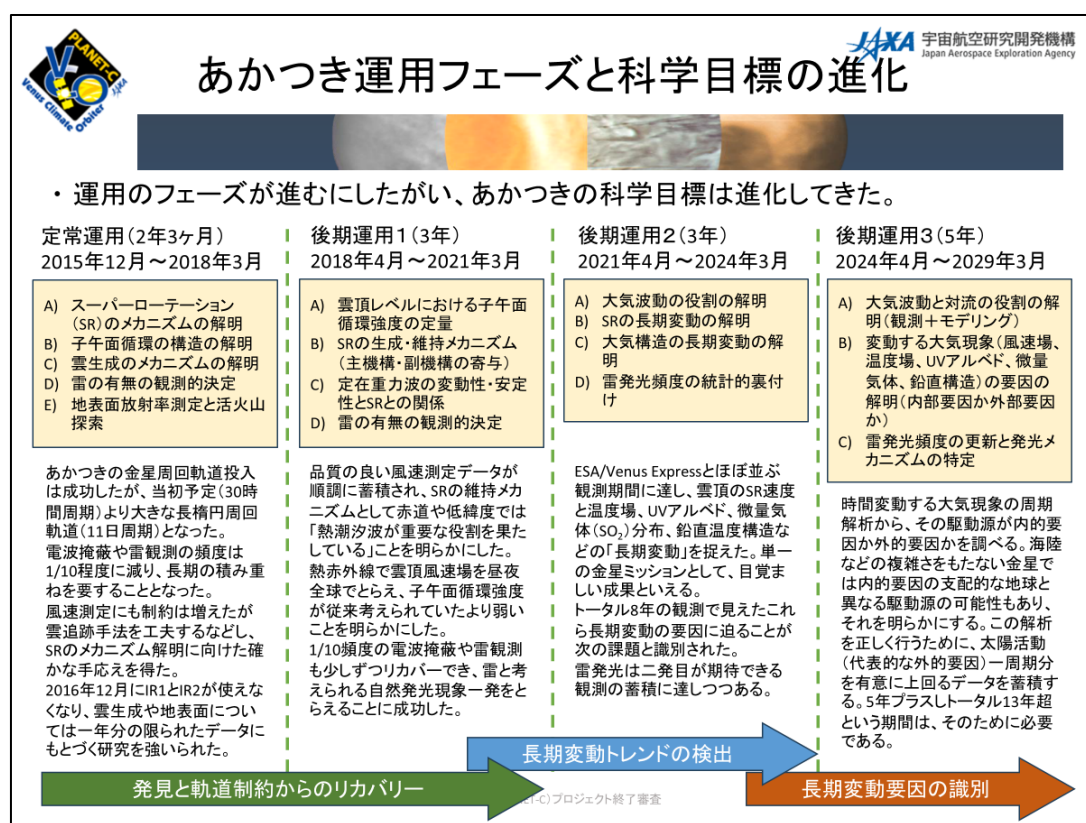 PLANET-C
VCO
Venus Climate Orbiter
JAXA
JAXA 宇宙航空研究開発機構
Japan Aerospace Exploration Agency
あかつき運用フェーズと科学目標の進化
・ 運用のフェーズが進むにしたがい、あかつきの科学目標は進化してきた。
定常運用(2年3ヶ月)
2015年12月～2018年3月
A) スーパーローテーション
(SR)のメカニズムの解明
B) 子午面循環の構造の解明
C) 雲生成のメカニズムの解明
D) 雷の有無の観測的決定
E) 地表面放射率測定と活火山
探索
あかつきの金星周回軌道投入
は成功したが、当初予定(30時
間周期)より大きな長楕円周回
軌道(11日周期)となった。
電波掩蔽や雷観測の頻度は
1/10程度に減り、長期の積み重
ねを要することとなった。
風速測定にも制約は増えたが
雲追跡手法を工夫するなどし、
SRのメカニズム解明に向けた確
かな手応えを得た。
2016年12月にIR1とIR2が使えな
くなり、雲生成や地表面につい
ては一年分の限られたデータに
もとづく研究を強いられた。
後期運用1(3年)
2018年4月～2021年3月
A) 雲頂レベルにおける子午面
循環強度の定量
B) SRの生成・維持メカニズム
(主機構・副機構の寄与)
C) 定在重力波の変動性・安定
性とSRとの関係
D) 雷の有無の観測的決定
品質の良い風速測定データが
順調に蓄積され、SRの維持メカ
ニズムとして赤道や低緯度では
「熱潮汐波が重要な役割を果た
している」ことを明らかにした。
熱赤外線で雲頂風速場を昼夜
全球でとらえ、子午面循環強度
が従来考えられていたより弱い
ことを明らかにした。
1/10頻度の電波掩蔽や雷観測
も少しずつリカバーでき、雷と考
えられる自然発光現象一発をと
らえることに成功した。
後期運用２(3年)
2021年4月～2024年3月
A) 大気波動の役割の解明
B) SRの長期変動の解明
C) 大気構造の長期変動の解
明
D) 雷発光頻度の統計的裏付
け
ESA/Venus Expressとほぼ並ぶ
観測期間に達し、雲頂のSR速度
と温度場、UVアルベド、微量気
体(SO2)分布、鉛直温度構造な
どの「長期変動」を捉えた。単一
の金星ミッションとして、目覚ま
しい成果といえる。
トータル8年の観測で見えたこれ
ら長期変動の要因に迫ることが
次の課題と識別された。
雷発光は二発目が期待できる
観測の蓄積に達しつつある。
後期運用３(5年)
2024年4月～2029年3月
A) 大気波動と対流の役割の解
明(観測＋モデリング)
B) 変動する大気現象(風速場、
温度場、UVアルベド、微量
気体、鉛直構造)の要因の
解明(内部要因か外部要因
か)
C) 雷発光頻度の更新と発光メ
カニズムの特定
時間変動する大気現象の周期
解析から、その駆動源が内的要
因か外的要因かを調べる。海陸
などの複雑さをもたない金星で
は内的要因の支配的な地球と
異なる駆動源の可能性もあり、
それを明らかにする。この解析
を正しく行うために、太陽活動
(代表的な外的要因)一周期分
を有意に上回るデータを蓄積す
る。5年プラスしトータル13年超
という期間は、そのために必要
である。
長期変動トレンドの検出
発見と軌道制約からのリカバリー
ET-C)プロジェクト終了審査
長期変動要因の識別